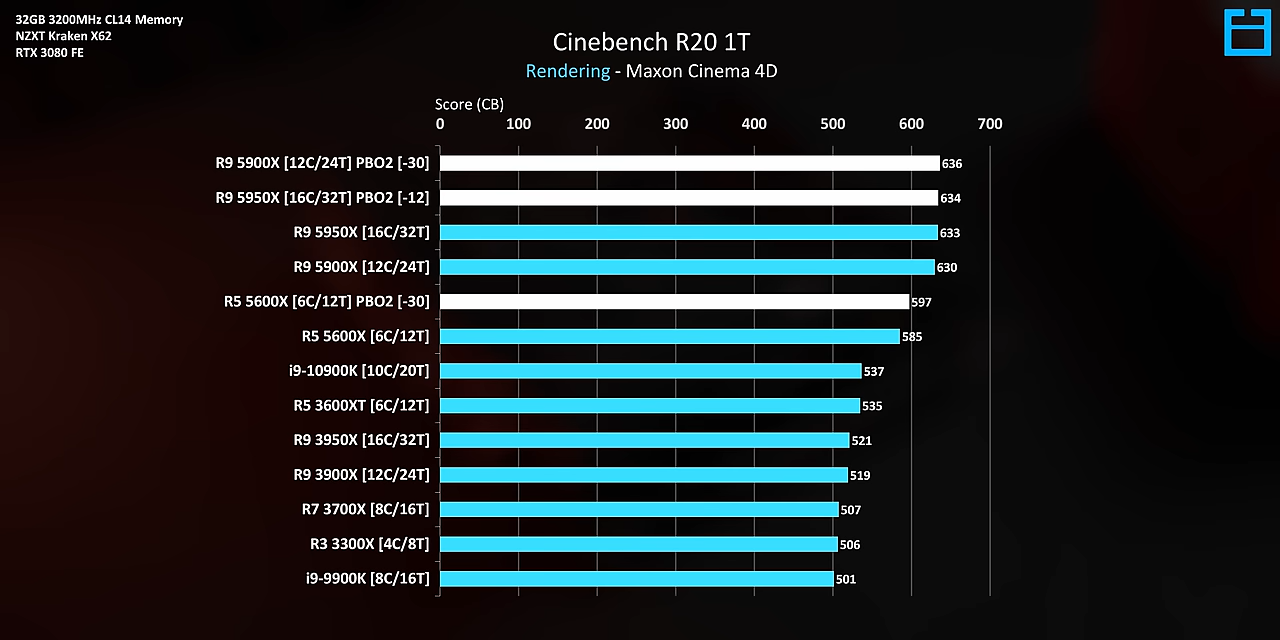 32GB 3200MHz CL14 Memory
NZXT Kraken X62
RTX 3080 FE
Cinebench R20 1T
Rendering - Maxon Cinema 4D
Score (CB)
0 100 200 300 400 500 600 700
R9 5900X [12C/24T] PBO2 [-30] 636
R9 5950X [16C/32T] PBO2 [-12] 634
R9 5950X [16C/32T] 633
R9 5900X [12C/24T] 630
R5 5600X [6C/12T] PBO2 [-30] 597
R5 5600X [6C/12T] 585
i9-10900K [10C/20T] 537
R5 3600XT [6C/12T] 535
R9 3950X [16C/32T] 521
R9 3900X [12C/24T] 519
R7 3700X [8C/16T] 507
R3 3300X [4C/8T] 506
i9-9900K [8C/16T] 501